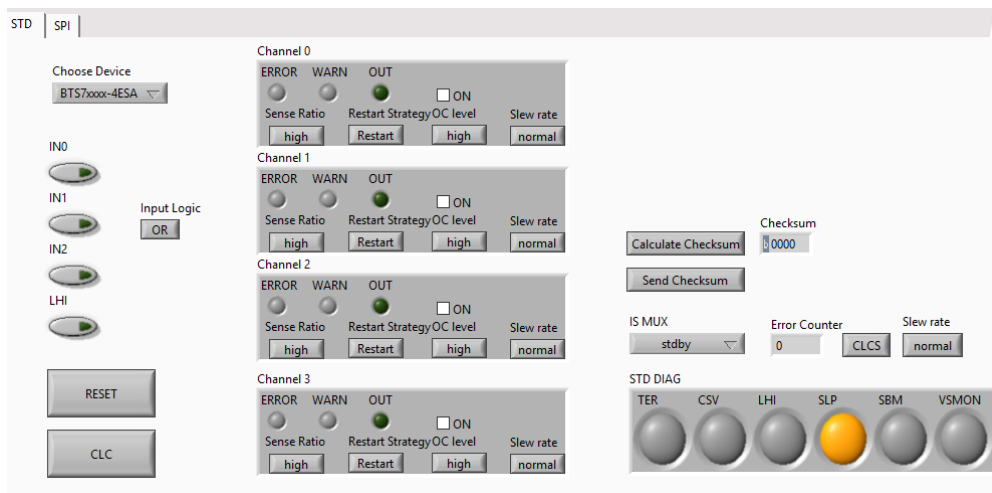 STD SPI
Choose Device
BTS7xxxx-4ESA
IN0
IN1
Input Logic
OR
IN2
LHI
RESET
CLC
Channel 0
ERROR WARN OUT
ON
Sense Ratio Restart Strategy OC level Slew rate
high Restart high normal
Channel 1
ERROR WARN OUT
ON
Sense Ratio Restart Strategy OC level Slew rate
high Restart high normal
Channel 2
ERROR WARN OUT
ON
Sense Ratio Restart Strategy OC level Slew rate
high Restart high normal
Channel 3
ERROR WARN OUT
ON
Sense Ratio Restart Strategy OC level Slew rate
high Restart high normal
Checksum
Calculate Checksum b 0000
Send Checksum
IS MUX Error Counter Slew rate
stdby 0 CLCS normal
STD DIAG
TER CSV LHI SLP SBM VSMON